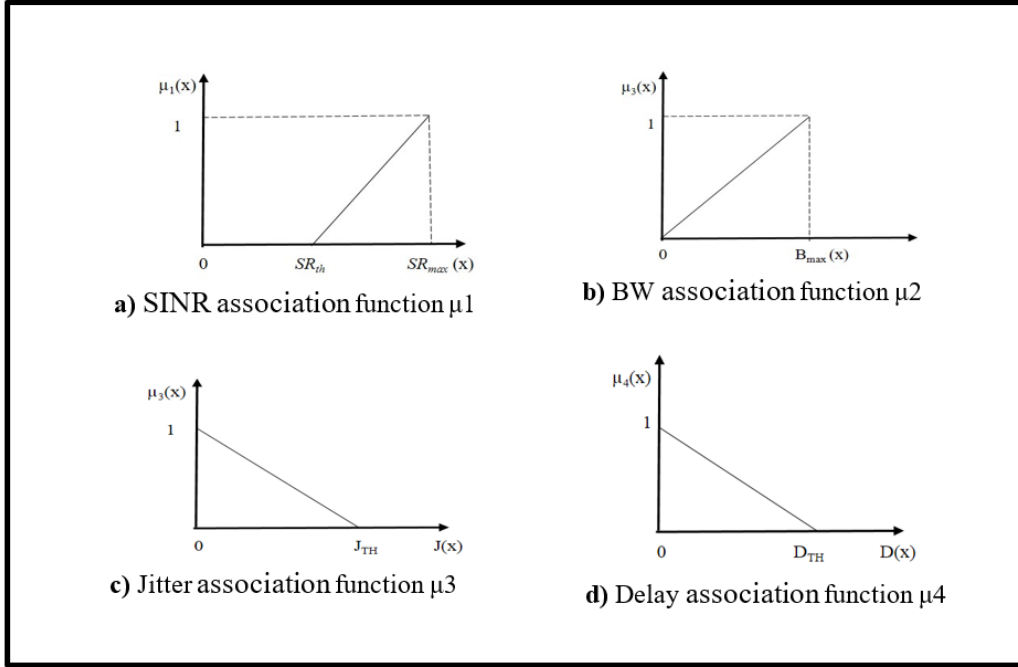 μ₁(x)
1
0 SRth SRmax (x)
a) SINR association function μ1
μ₃(x)
1
0 Bmax (x)
b) BW association function μ2
μ₃(x)
1
0 JTH J(x)
c) Jitter association function μ3
μ₄(x)
1
0 DTH D(x)
d) Delay association function μ4